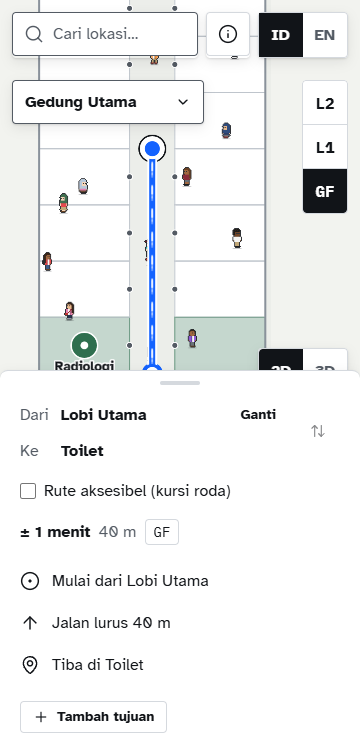 Cari lokasi...
ID
EN
Gedung Utama
L2
L1
GF
Radiologi
Dari Lobi Utama
Ganti
Ke Toilet
Rute aksesibel (kursi roda)
± 1 menit 40 m GF
Mulai dari Lobi Utama
Jalan lurus 40 m
Tiba di Toilet
Tambah tujuan